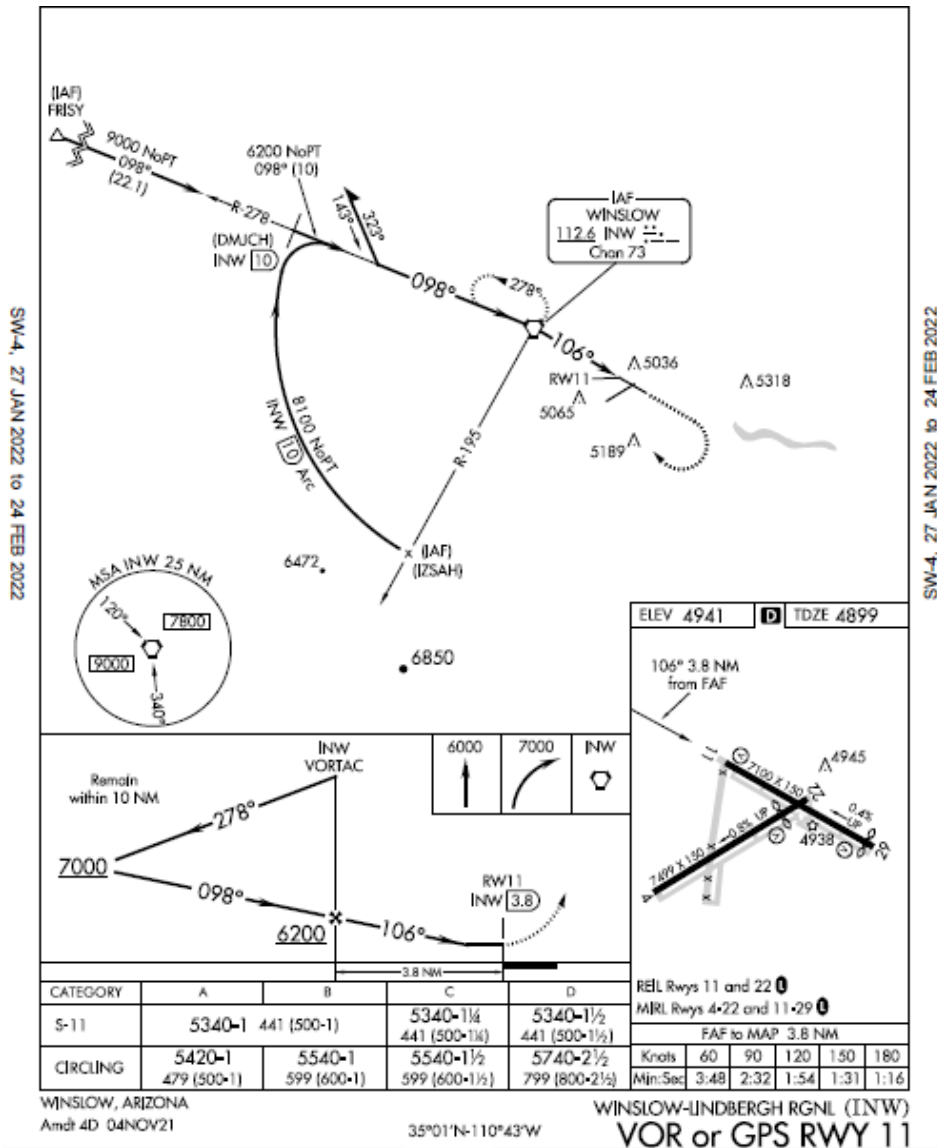 (IAF)
FRISY
9000 NoPT
098°
(22.1)
6200 NoPT
098° (10)
R-278
(DMJCH)
INW 10
143°
323°
IAF
WINSLOW
112.6 INW
Chan 73
098°
278°
106°
RW11
5036
5318
5065
5189
8100 NoPT
INW 10 Arc
R-195
(IAF)
(IZSAH)
6472
6850
MSA INW 25 NM
120°
7800
9000
340°
SW-4, 27 JAN 2022 to 24 FEB 2022
SW-4, 27 JAN 2022 to 24 FEB 2022
ELEV 4941 D TDZE 4899
106° 3.8 NM
from FAF
11
A
7100 X 150
4945
22
0.4%
UP
0.8% UP
7499 X 150
A
4938
A
29
4
REIL Rwys 11 and 22 L
MIRL Rwys 4-22 and 11-29 L
FAF to MAP 3.8 NM
Knots 60 90 120 150 180
Min:Sec 3:48 2:32 1:54 1:31 1:16
Remain
within 10 NM
INW
VORTAC
6000 7000 INW
278°
7000
098°
6200
106°
RW11
INW 3.8
3.8 NM
CATEGORY A B C D
S-11 5340-1 441 (500-1) 5340-1¼ 5340-1½
441 (500-1¼) 441 (500-1½)
CIRCLING 5420-1 5540-1 5540-1½ 5740-2½
479 (500-1) 599 (600-1) 599 (600-1½) 799 (800-2½)
WINSLOW, ARIZONA
Amdt 4D 04NOV21
35°01'N-110°43'W
WINSLOW-LINDBERGH RGNL (INW)
VOR or GPS RWY 11